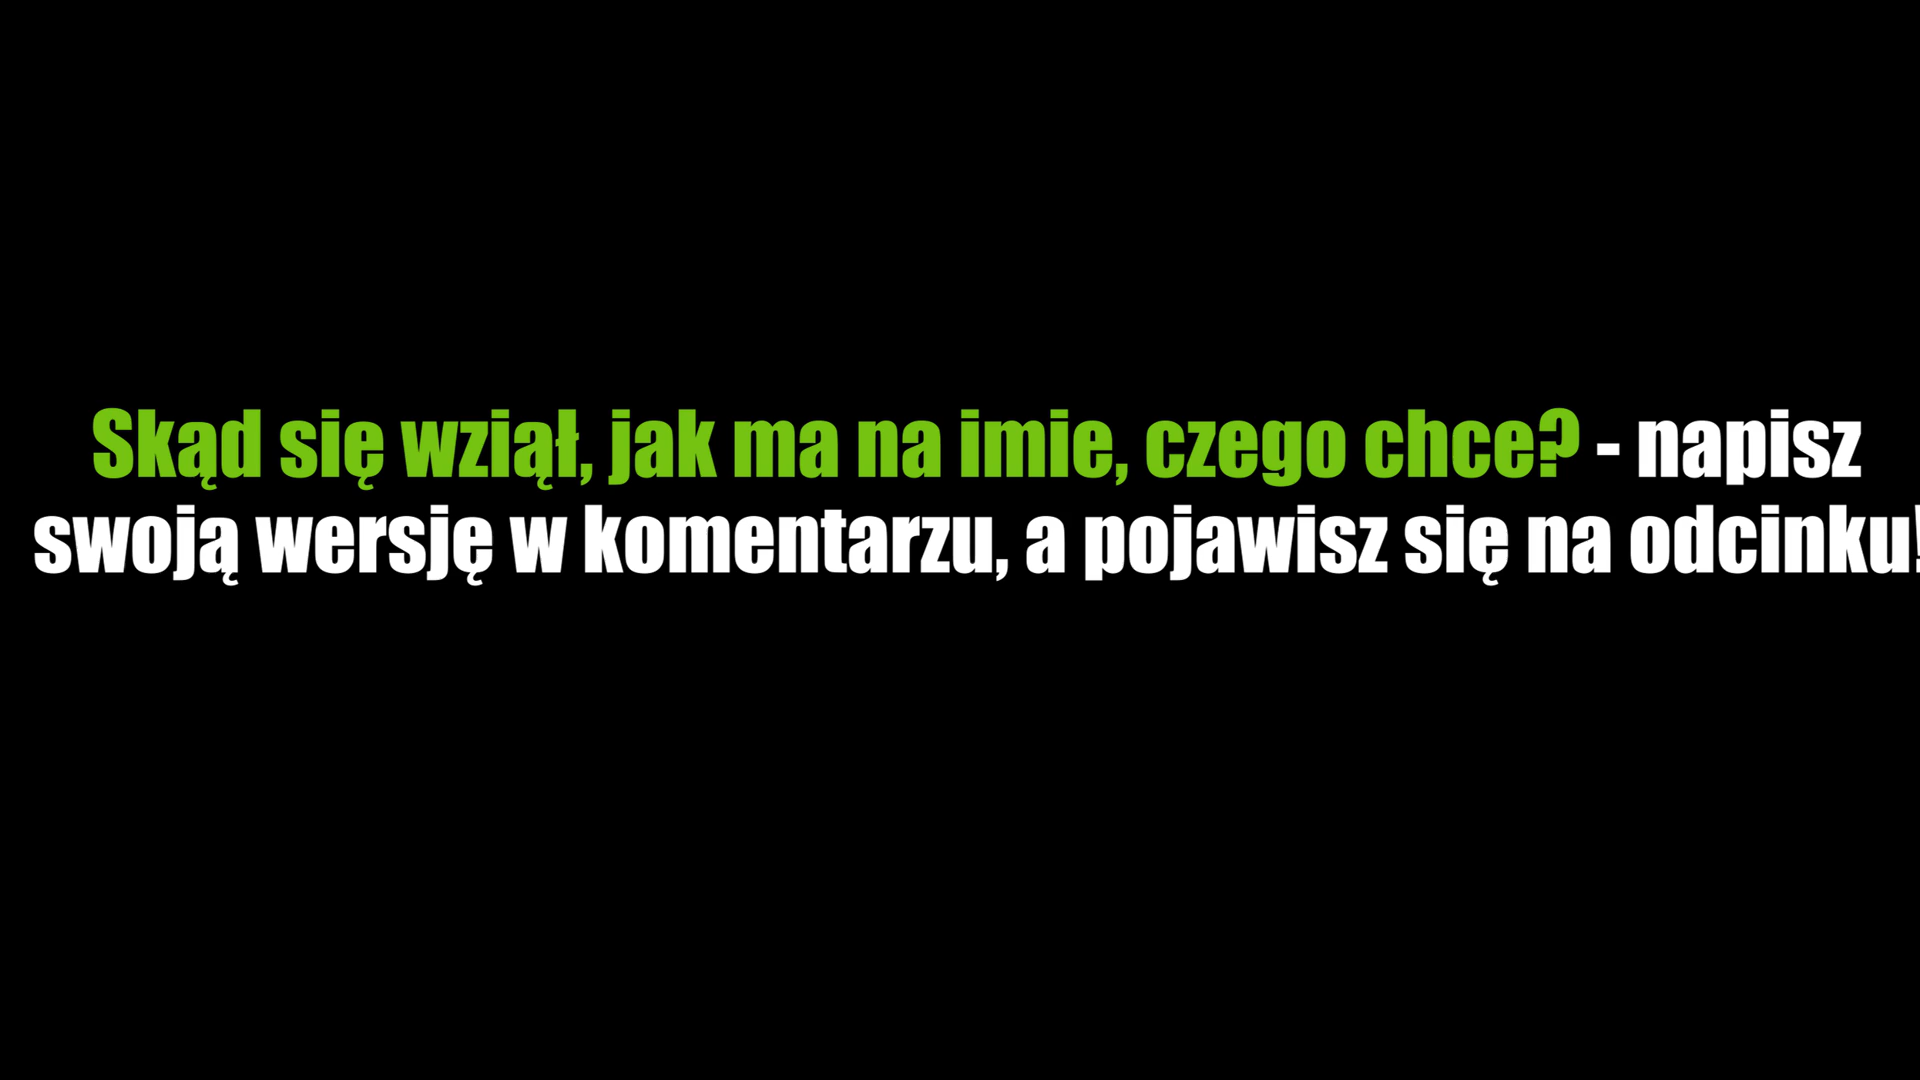 Skąd się wziął, jak ma na imie, czego chce? - napisz
swoją wersję w komentarzu, a pojawisz się na odcinku!